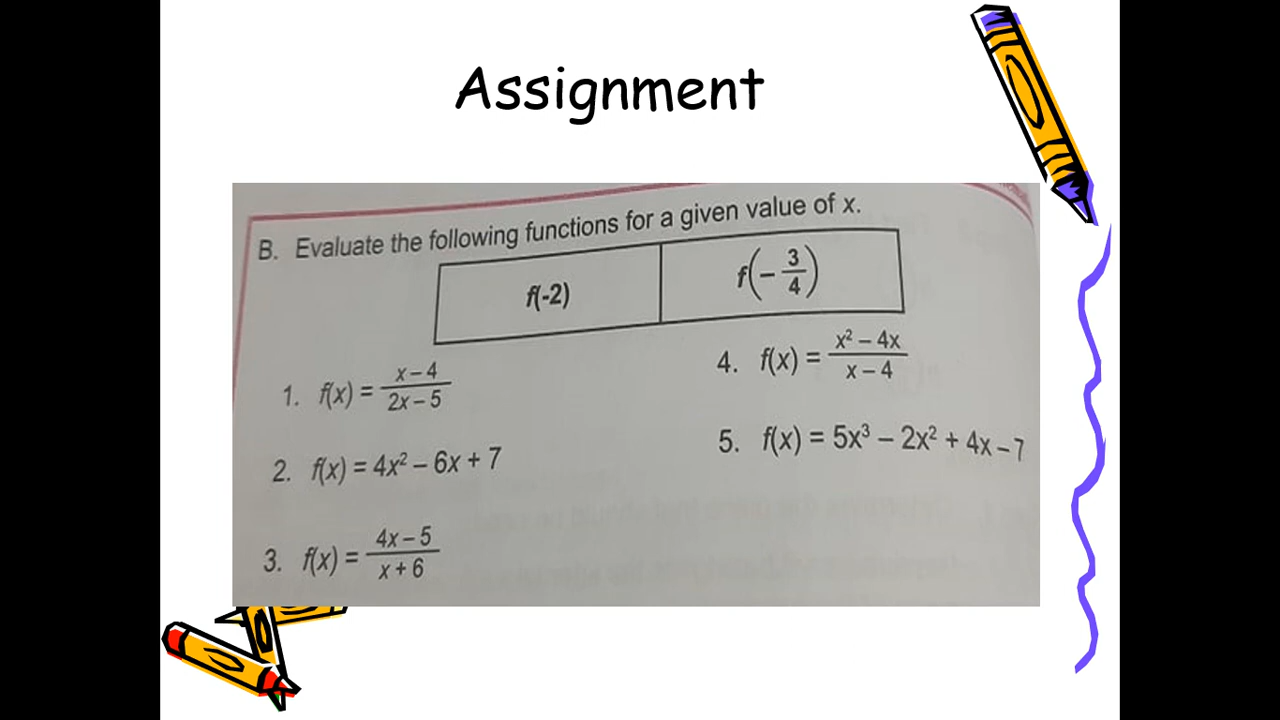 Assignment
B. Evaluate the following functions for a given value of x.
f(-2)
f(− 3/4)
1. f(x) = (x − 4)/(2x − 5)
2. f(x) = 4x² − 6x + 7
3. f(x) = (4x − 5)/(x + 6)
4. f(x) = (x² − 4x)/(x − 4)
5. f(x) = 5x³ − 2x² + 4x − 7